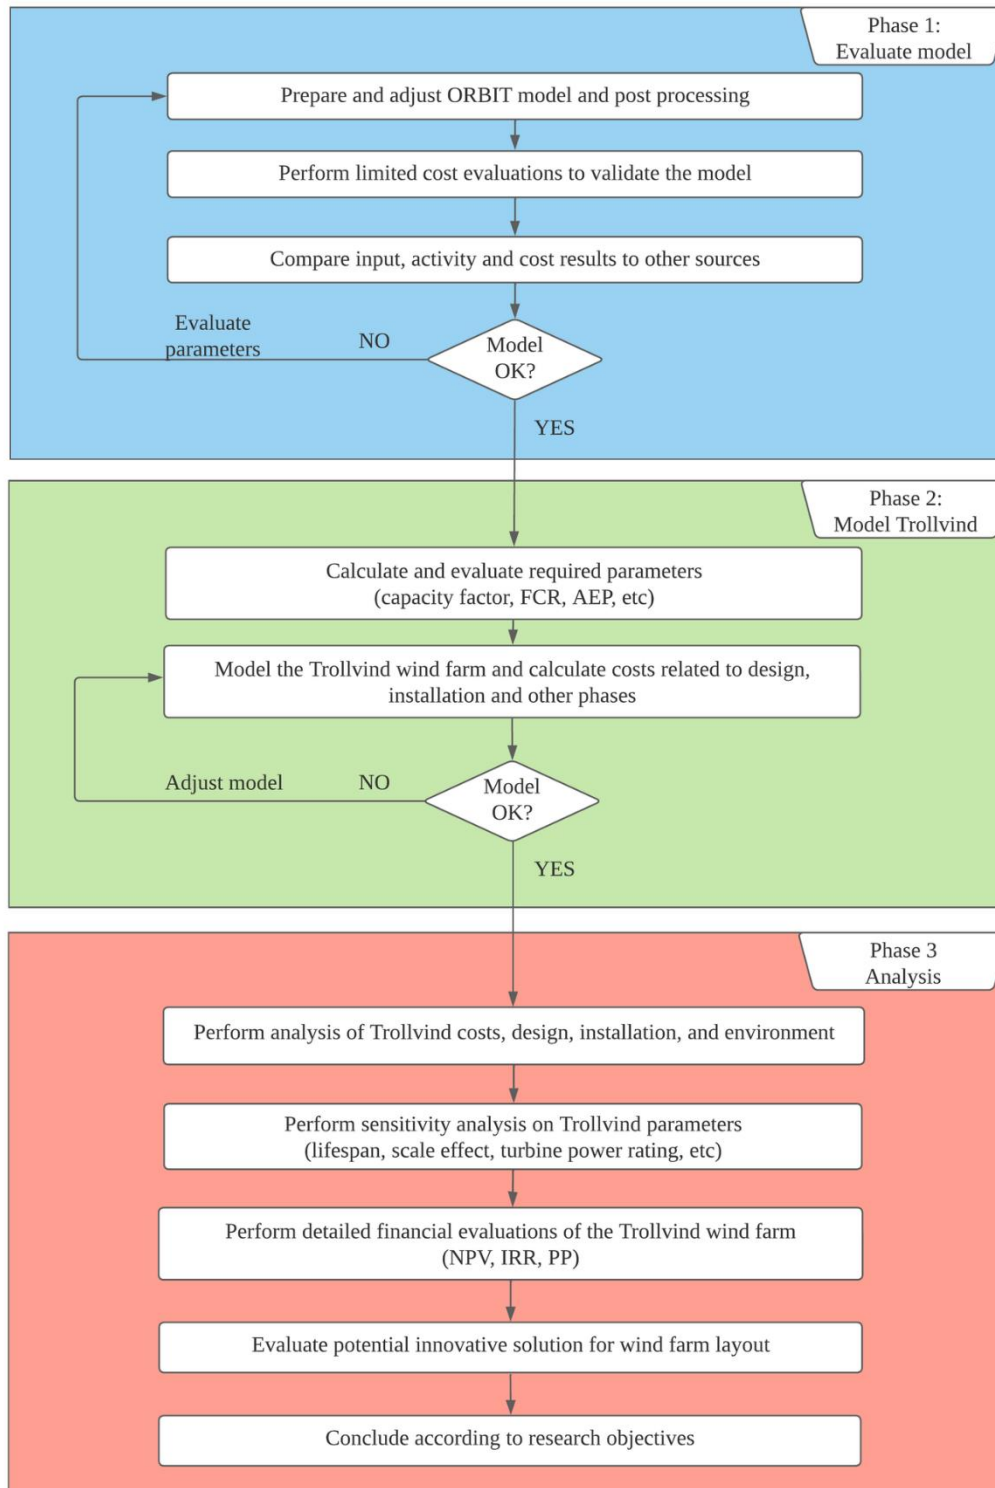 Phase 1:
Evaluate model
Prepare and adjust ORBIT model and post processing
Perform limited cost evaluations to validate the model
Compare input, activity and cost results to other sources
Evaluate
parameters
NO
Model
OK?
YES
Phase 2:
Model Trollvind
Calculate and evaluate required parameters
(capacity factor, FCR, AEP, etc)
Model the Trollvind wind farm and calculate costs related to design,
installation and other phases
Adjust model
NO
Model
OK?
YES
Phase 3
Analysis
Perform analysis of Trollvind costs, design, installation, and environment
Perform sensitivity analysis on Trollvind parameters
(lifespan, scale effect, turbine power rating, etc)
Perform detailed financial evaluations of the Trollvind wind farm
(NPV, IRR, PP)
Evaluate potential innovative solution for wind farm layout
Conclude according to research objectives